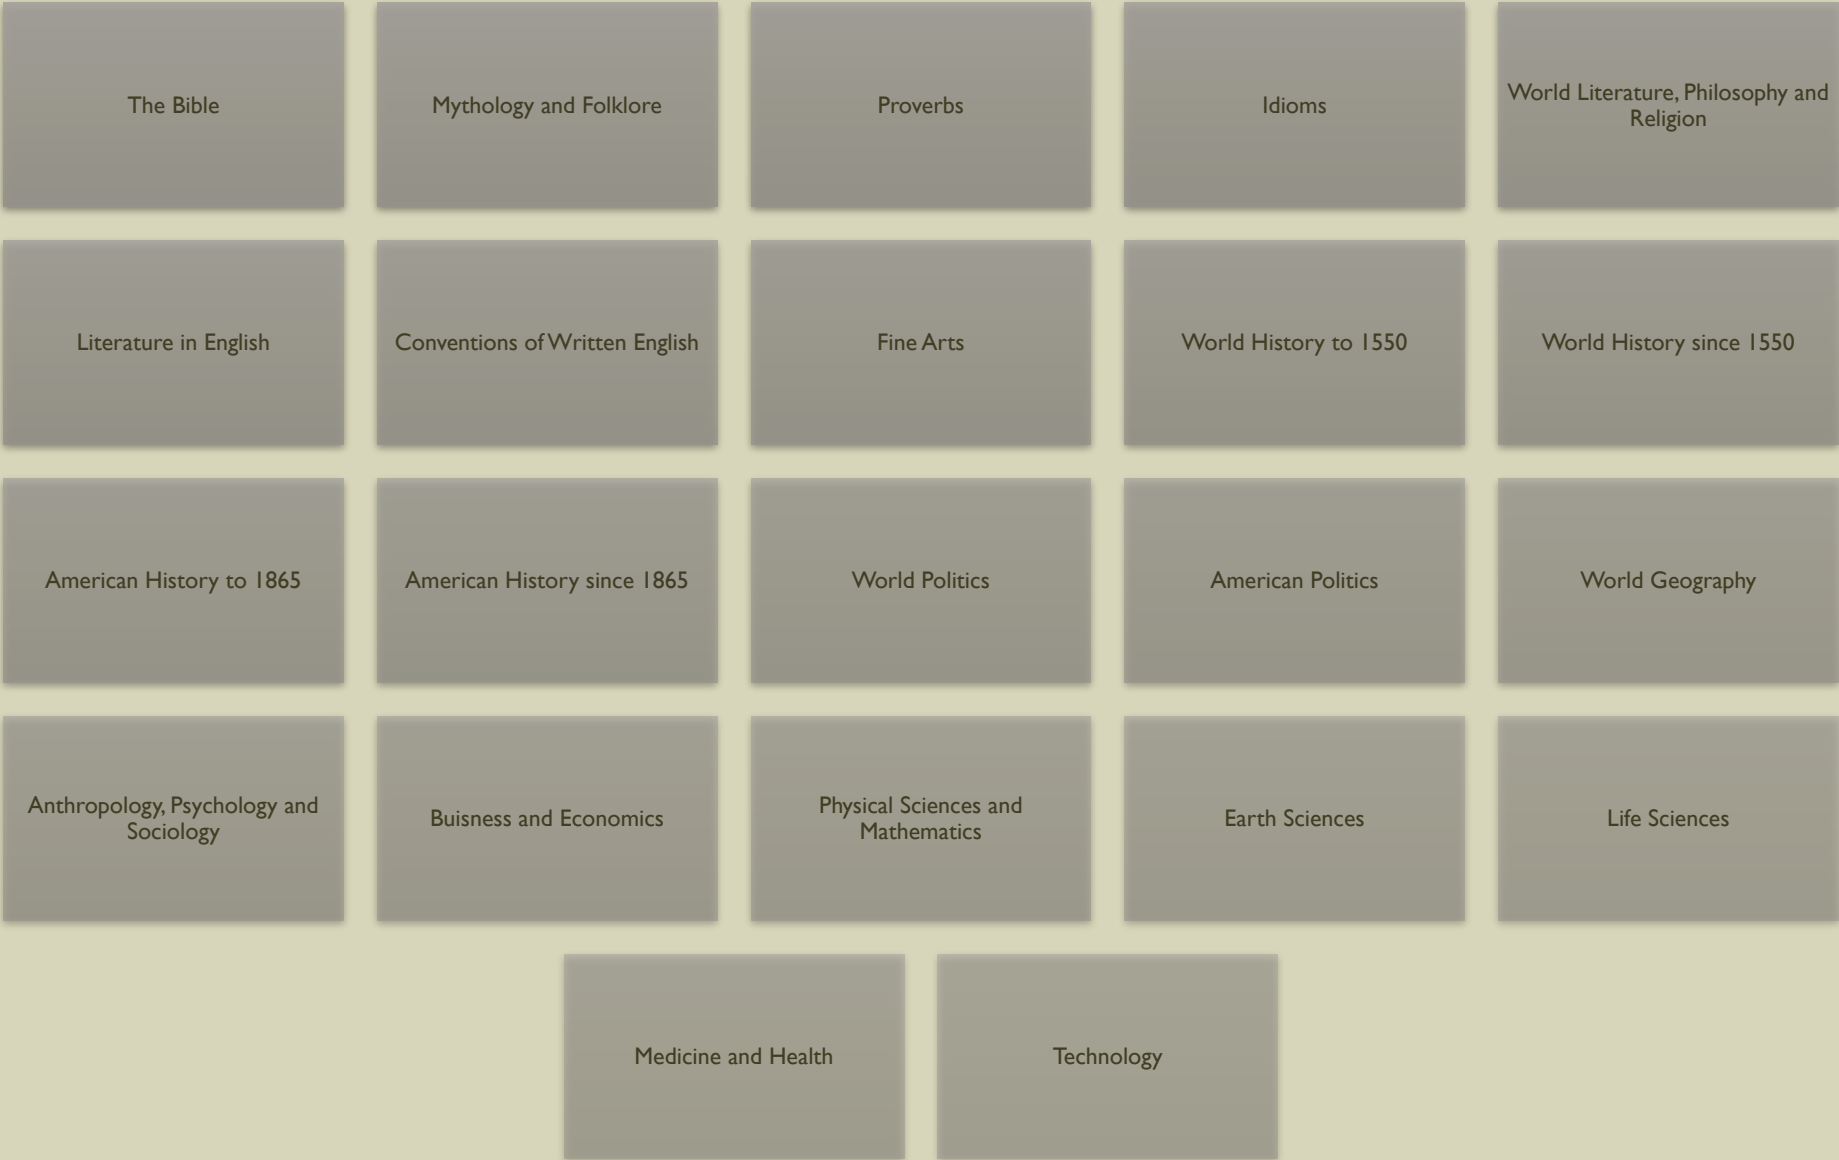 The Bible
Mythology and Folklore
Proverbs
Idioms
World Literature, Philosophy and
Religion
Literature in English
Conventions of Written English
Fine Arts
World History to 1550
World History since 1550
American History to 1865
American History since 1865
World Politics
American Politics
World Geography
Anthropology, Psychology and
Sociology
Buisness and Economics
Physical Sciences and
Mathematics
Earth Sciences
Life Sciences
Medicine and Health
Technology